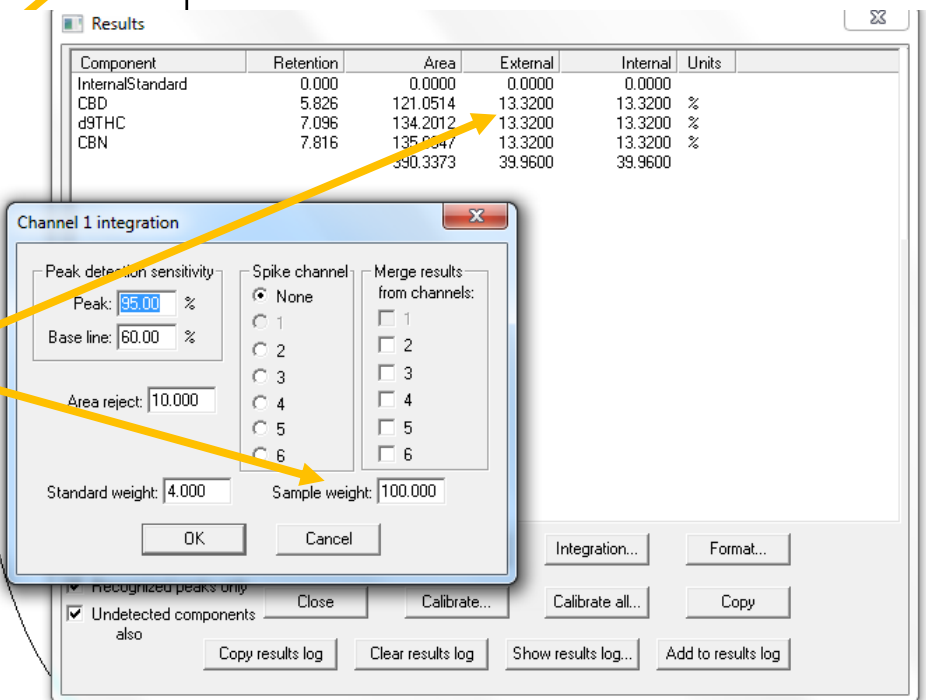 Results
Component Retention Area External Internal Units
InternalStandard 0.000 0.0000 0.0000 0.0000
CBD 5.826 121.0514 13.3200 13.3200 %
d9THC 7.096 134.2012 13.3200 13.3200 %
CBN 7.816 13.3200 13.3200 %
390.3373 39.9600 39.9600
Channel 1 integration
Peak detection sensitivity
Peak: 95.00 %
Base line: 60.00 %
Area reject: 10.000
Spike channel
None
1
2
3
4
5
6
Merge results
from channels:
1
2
3
4
5
6
Standard weight: 4.000 Sample weight: 100.000
OK Cancel
Integration... Format...
Recognized peaks only
Undetected components
also
Close Calibrate... Calibrate all... Copy
Copy results log Clear results log Show results log... Add to results log